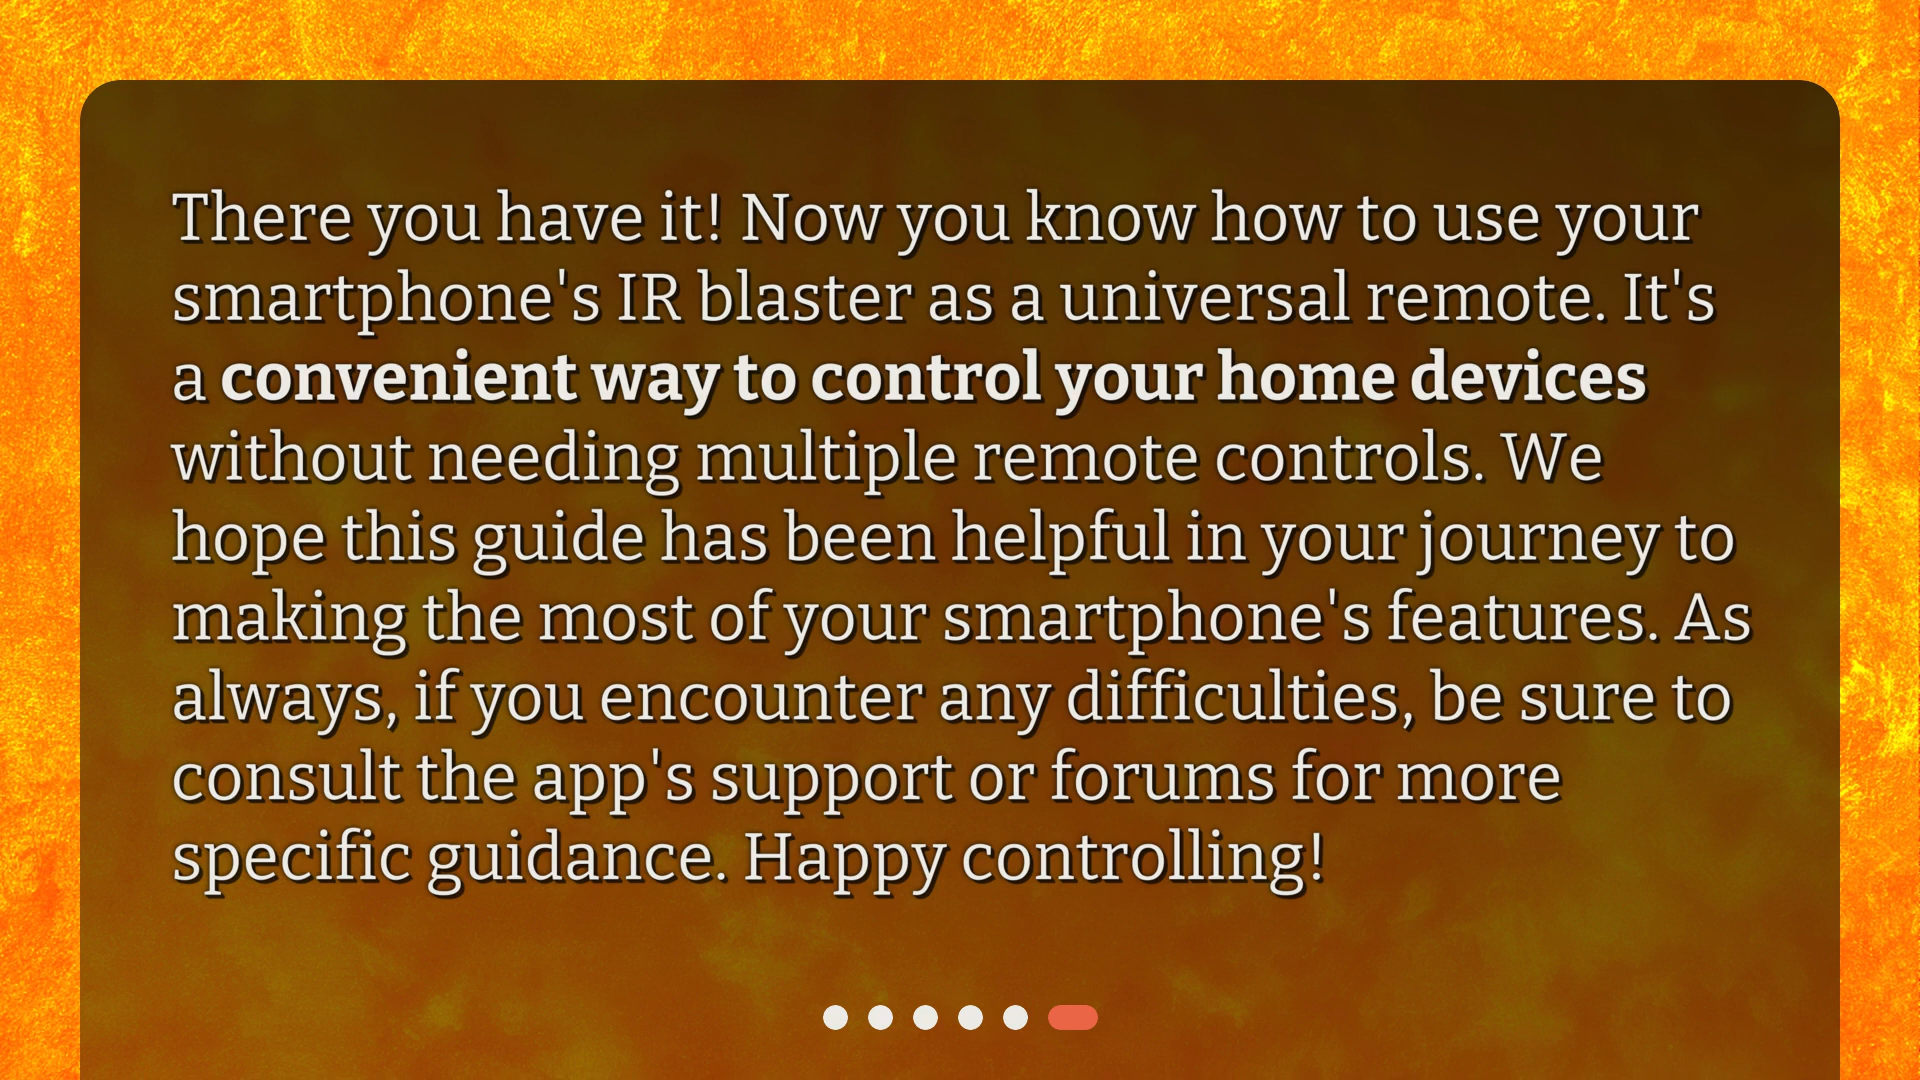 There you have it! Now you know how to use your
smartphone's IR blaster as a universal remote. It's
a convenient way to control your home devices
without needing multiple remote controls. We
hope this guide has been helpful in your journey to
making the most of your smartphone's features. As
always, if you encounter any difficulties, be sure to
consult the app's support or forums for more
specific guidance. Happy controlling!